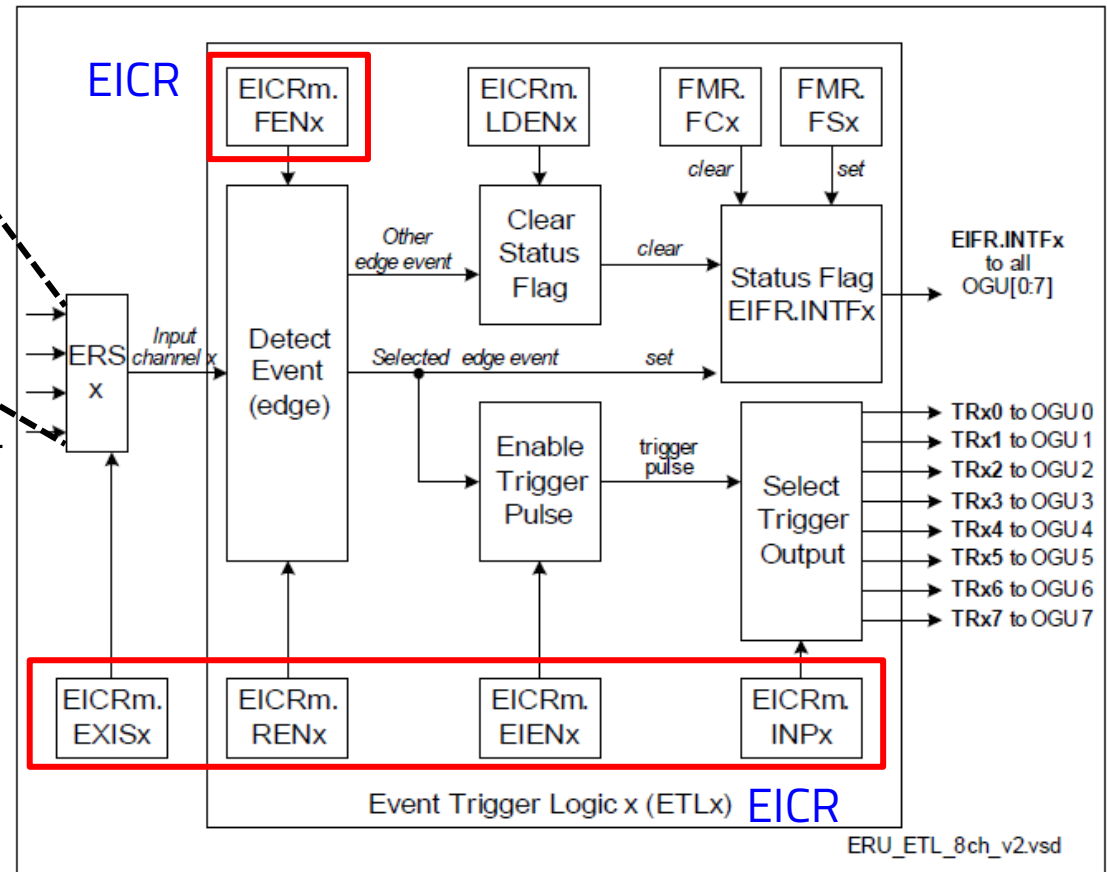 EICR
EICRm.
FENx
EICRm.
LDENx
FMR.
FCx
FMR.
FSx
clear
set
Other
edge event
Clear
Status
Flag
clear
Status Flag
EIFR.INTFx
EIFR.INTFx
to all
OGU[0:7]
ERS
x
Input
channel x
Detect
Event
(edge)
Selected edge event
set
Enable
Trigger
Pulse
trigger
pulse
Select
Trigger
Output
TRx0 to OGU 0
TRx1 to OGU 1
TRx2 to OGU 2
TRx3 to OGU 3
TRx4 to OGU 4
TRx5 to OGU 5
TRx6 to OGU 6
TRx7 to OGU 7
EICRm.
EXISx
EICRm.
RENx
EICRm.
EIENx
EICRm.
INPx
Event Trigger Logic x (ETLx)
EICR
ERU_ETL_8ch_v2.vsd